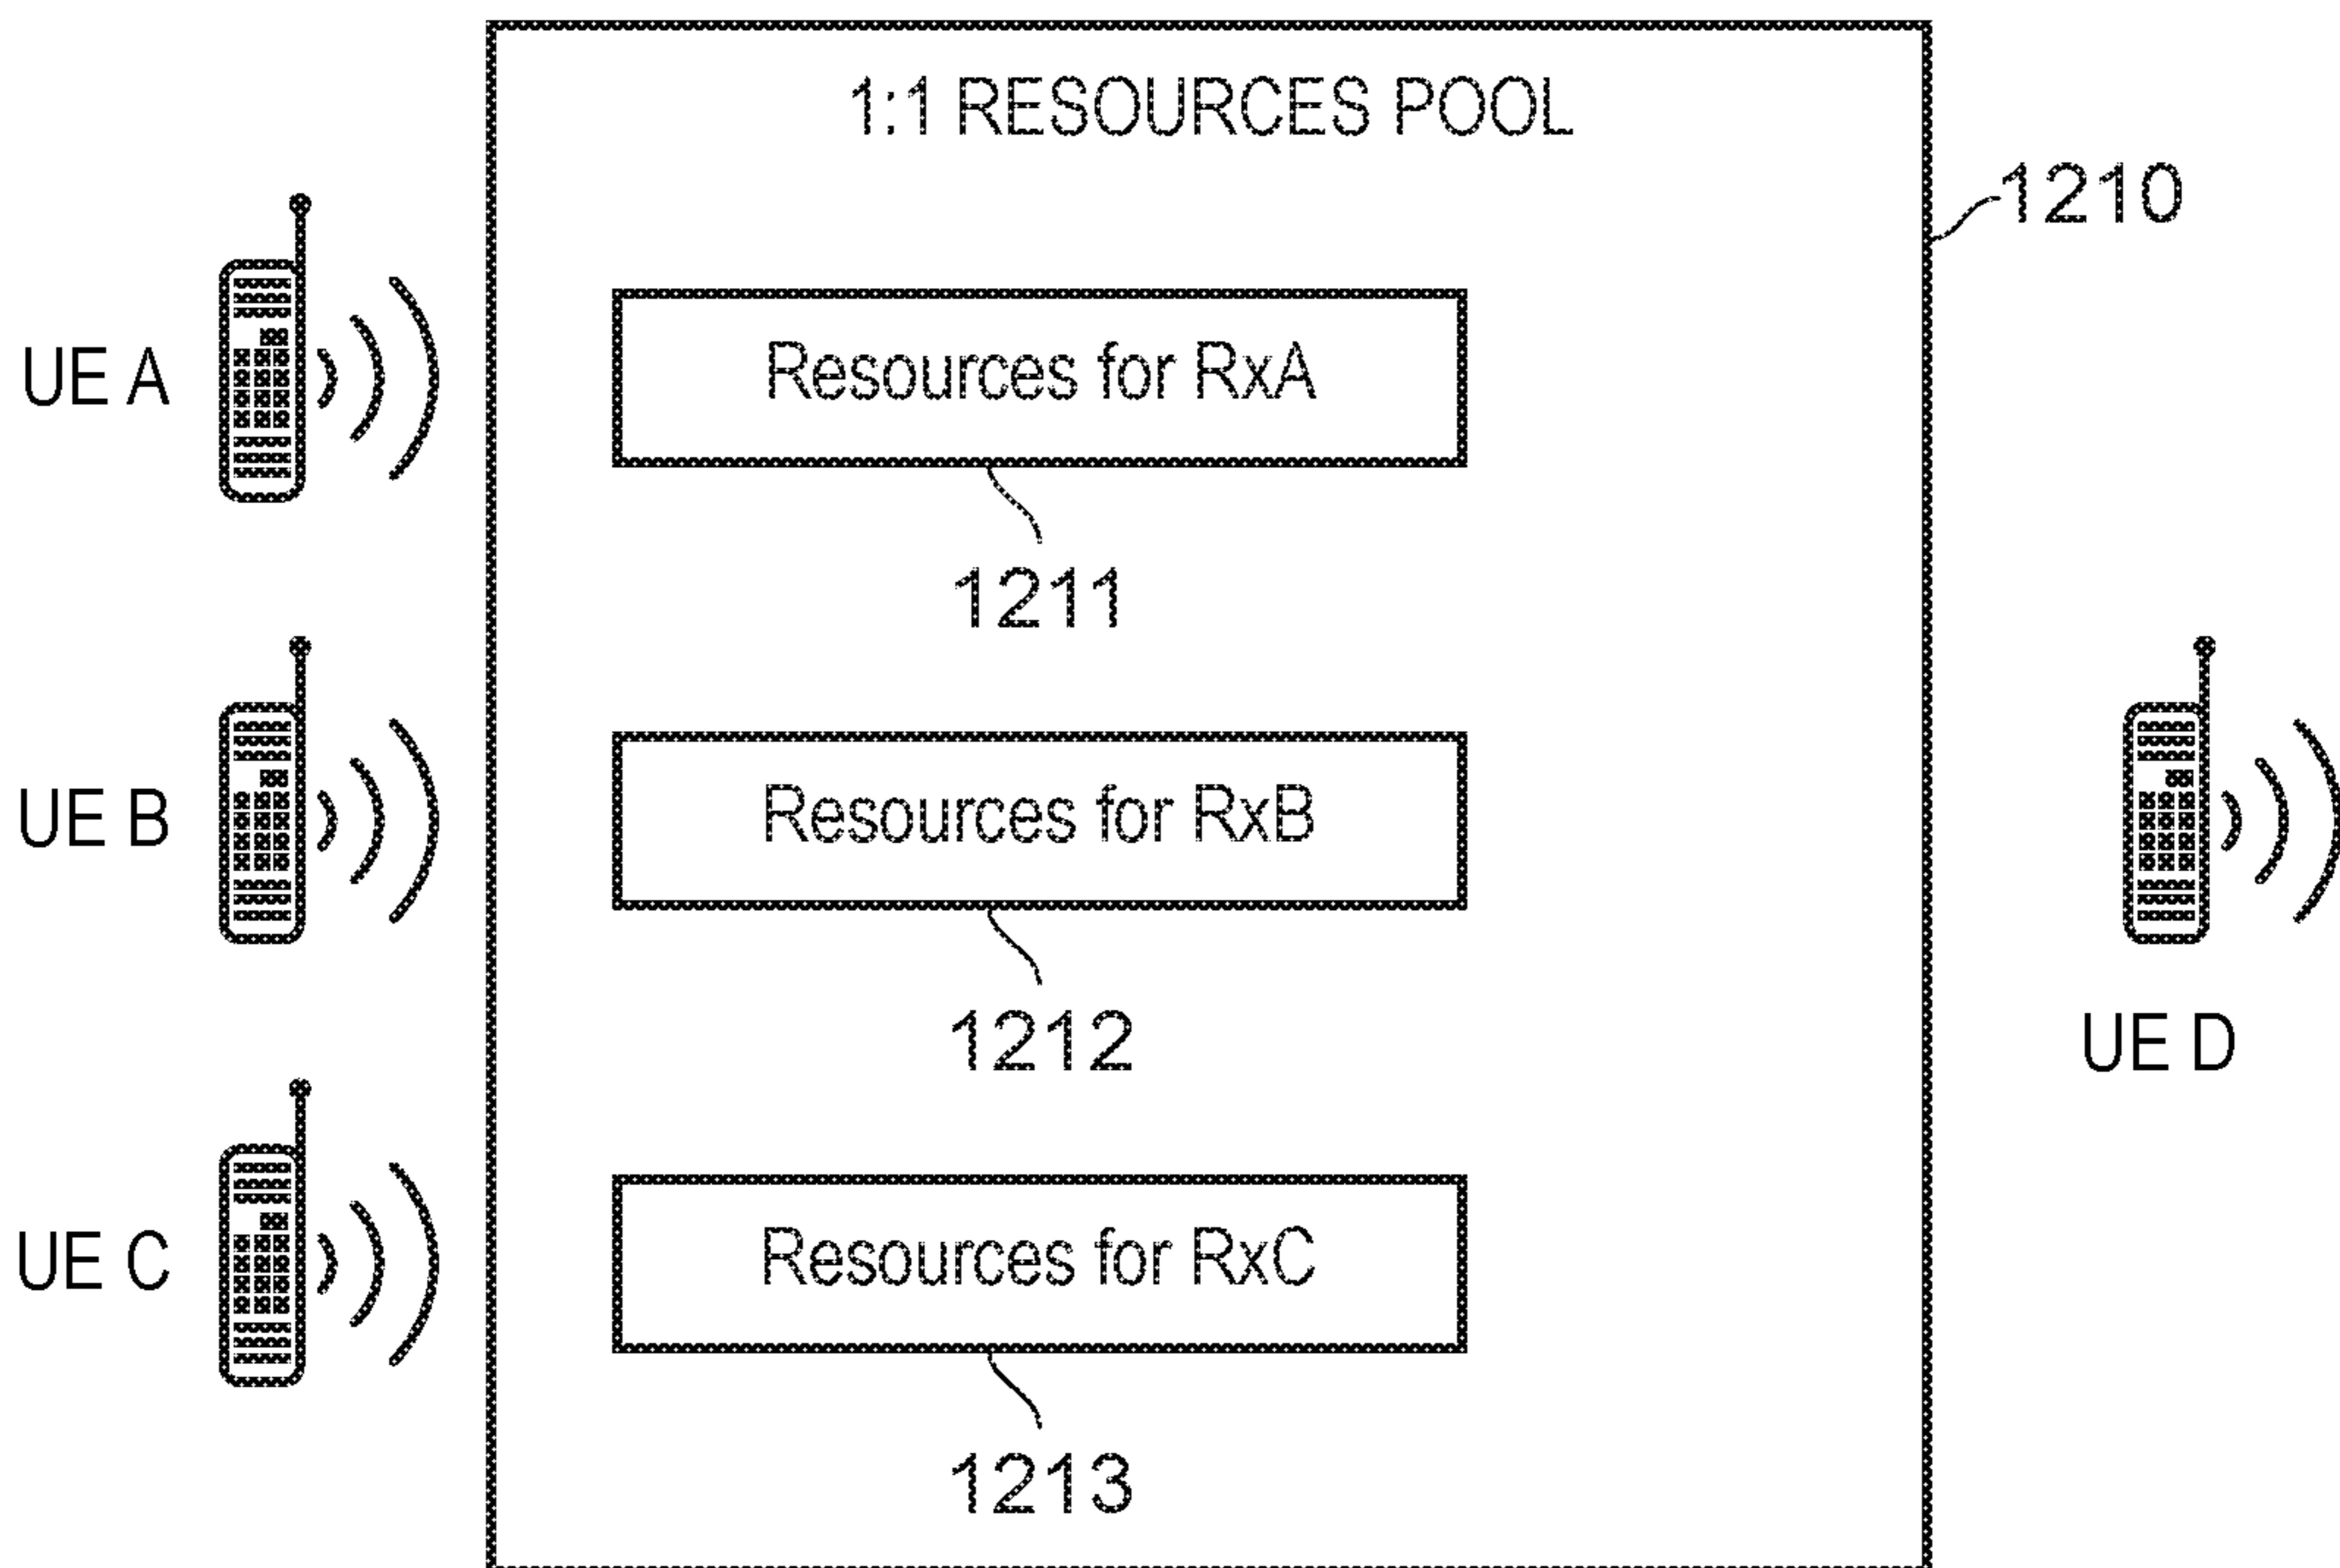 1:1 RESOURCES POOL
1210
UE A
Resources for RxA
1211
UE B
Resources for RxB
1212
UE D
UE C
Resources for RxC
1213